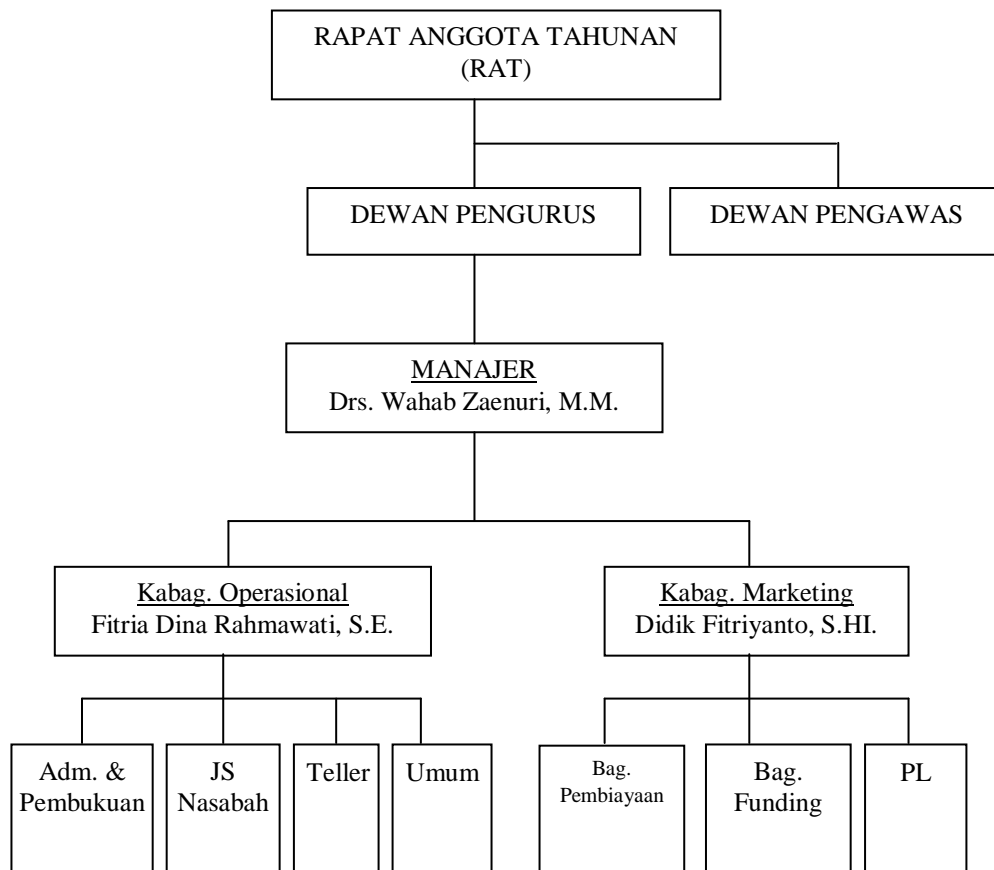 RAPAT ANGGOTA TAHUNAN
(RAT)
DEWAN PENGURUS
DEWAN PENGAWAS
MANAJER
Drs. Wahab Zaenuri, M.M.
Kabag. Operasional
Fitria Dina Rahmawati, S.E.
Kabag. Marketing
Didik Fitriyanto, S.HI.
Adm. &
Pembukuan
JS
Nasabah
Teller
Umum
Bag.
Pembiayaan
Bag.
Funding
PL